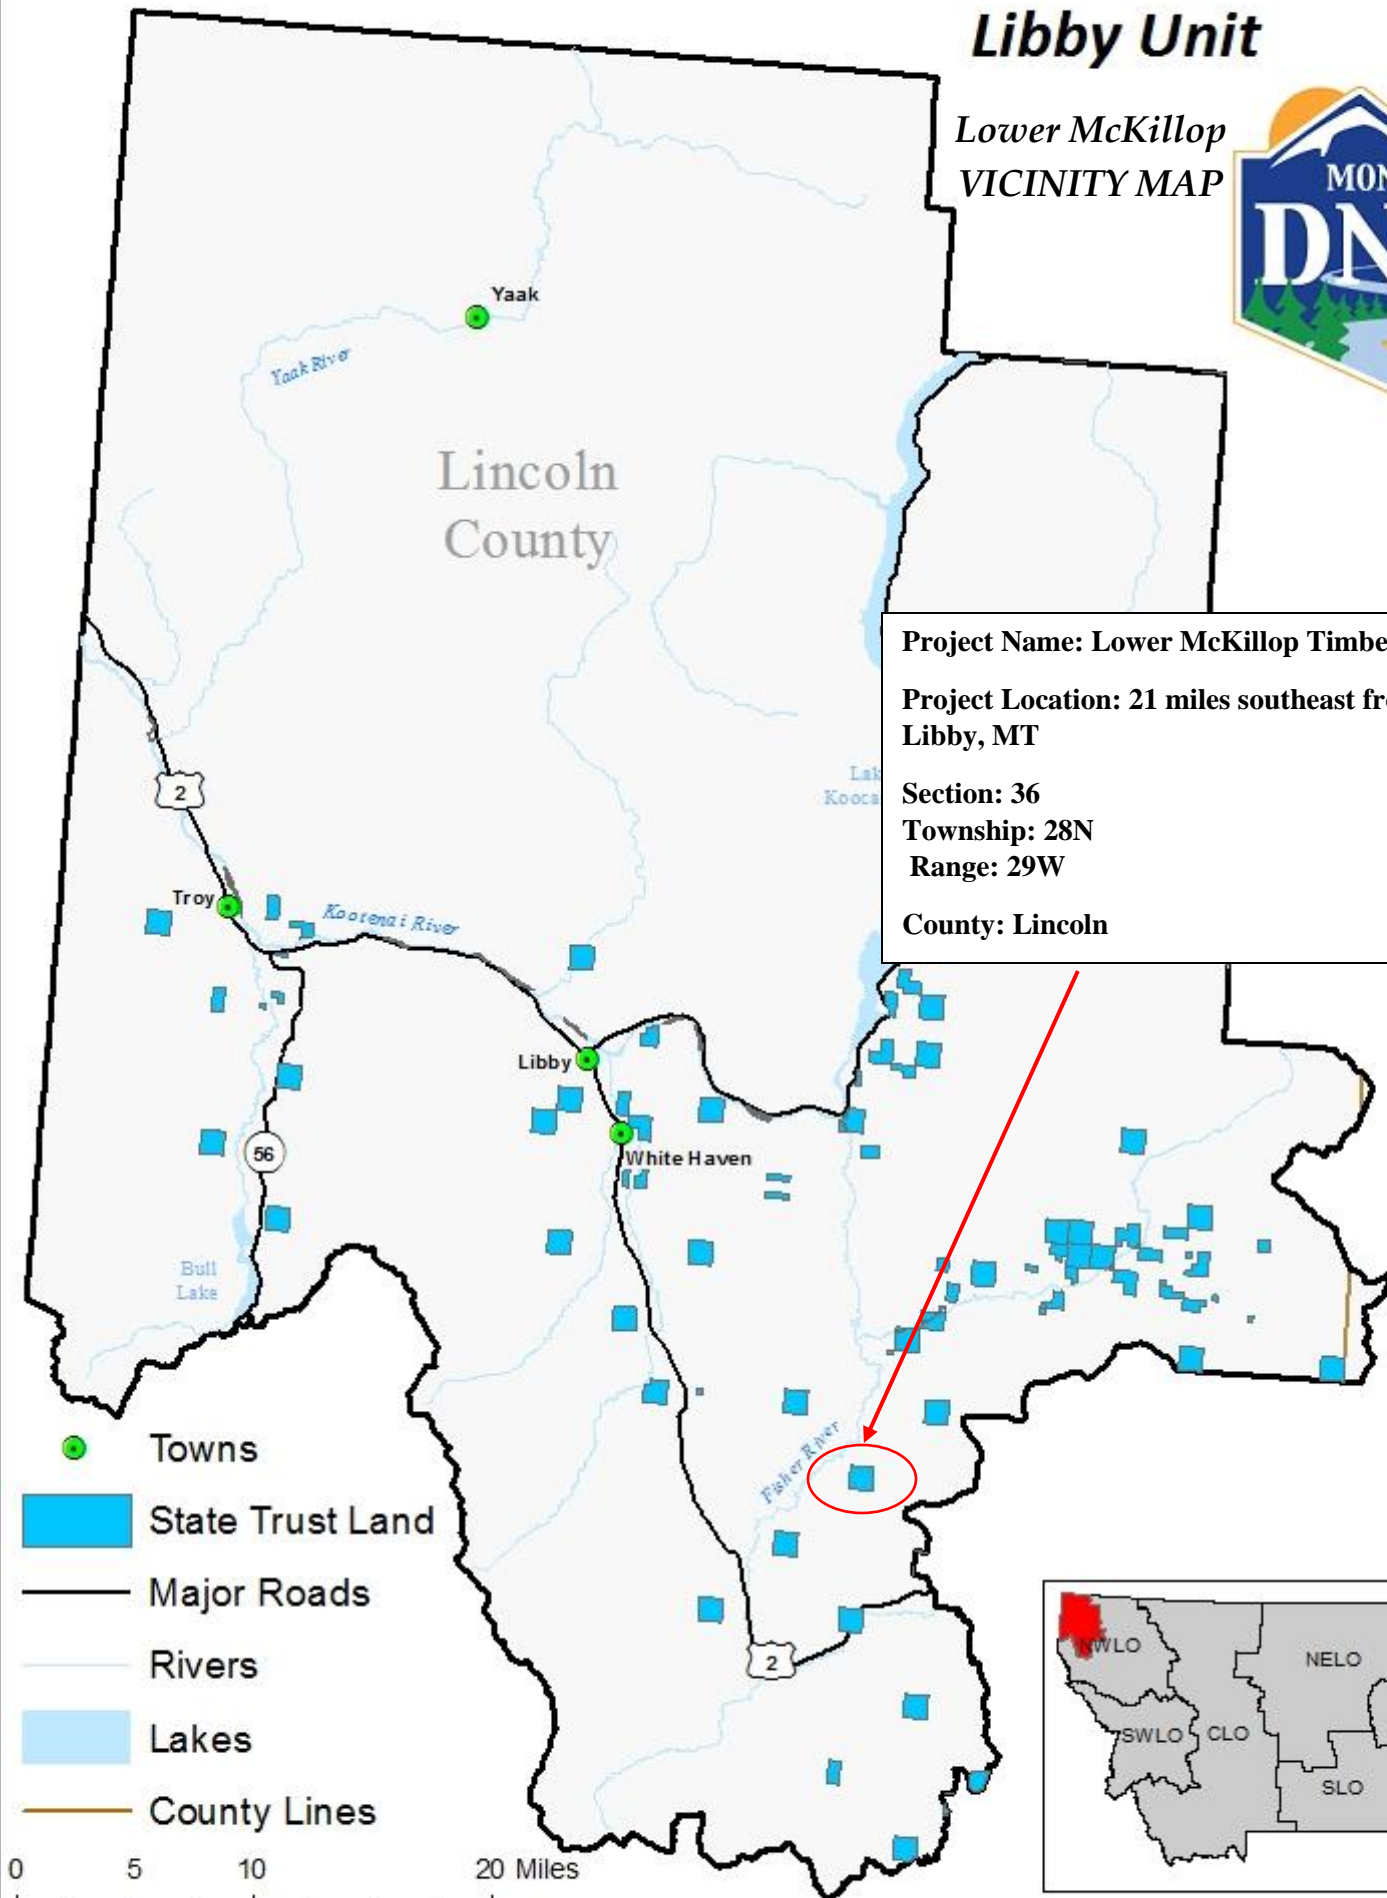 Libby Unit
Lower McKillop
VICINITY MAP
Yaak
Yaak River
Lincoln
County
Project Name: Lower McKillop
Project Location: 21 miles southeast
Libby, MT
Section: 36
Township: 28N
Range: 29W
County: Lincoln
2
Troy
Kootenai River
Libby
White Haven
56
Bull
Lake
Fisher River
2
Towns
State Trust Land
Major Roads
Rivers
Lakes
County Lines
0 5 10 20 Miles
NWLO
NELO
SWLO
CLO
SLO